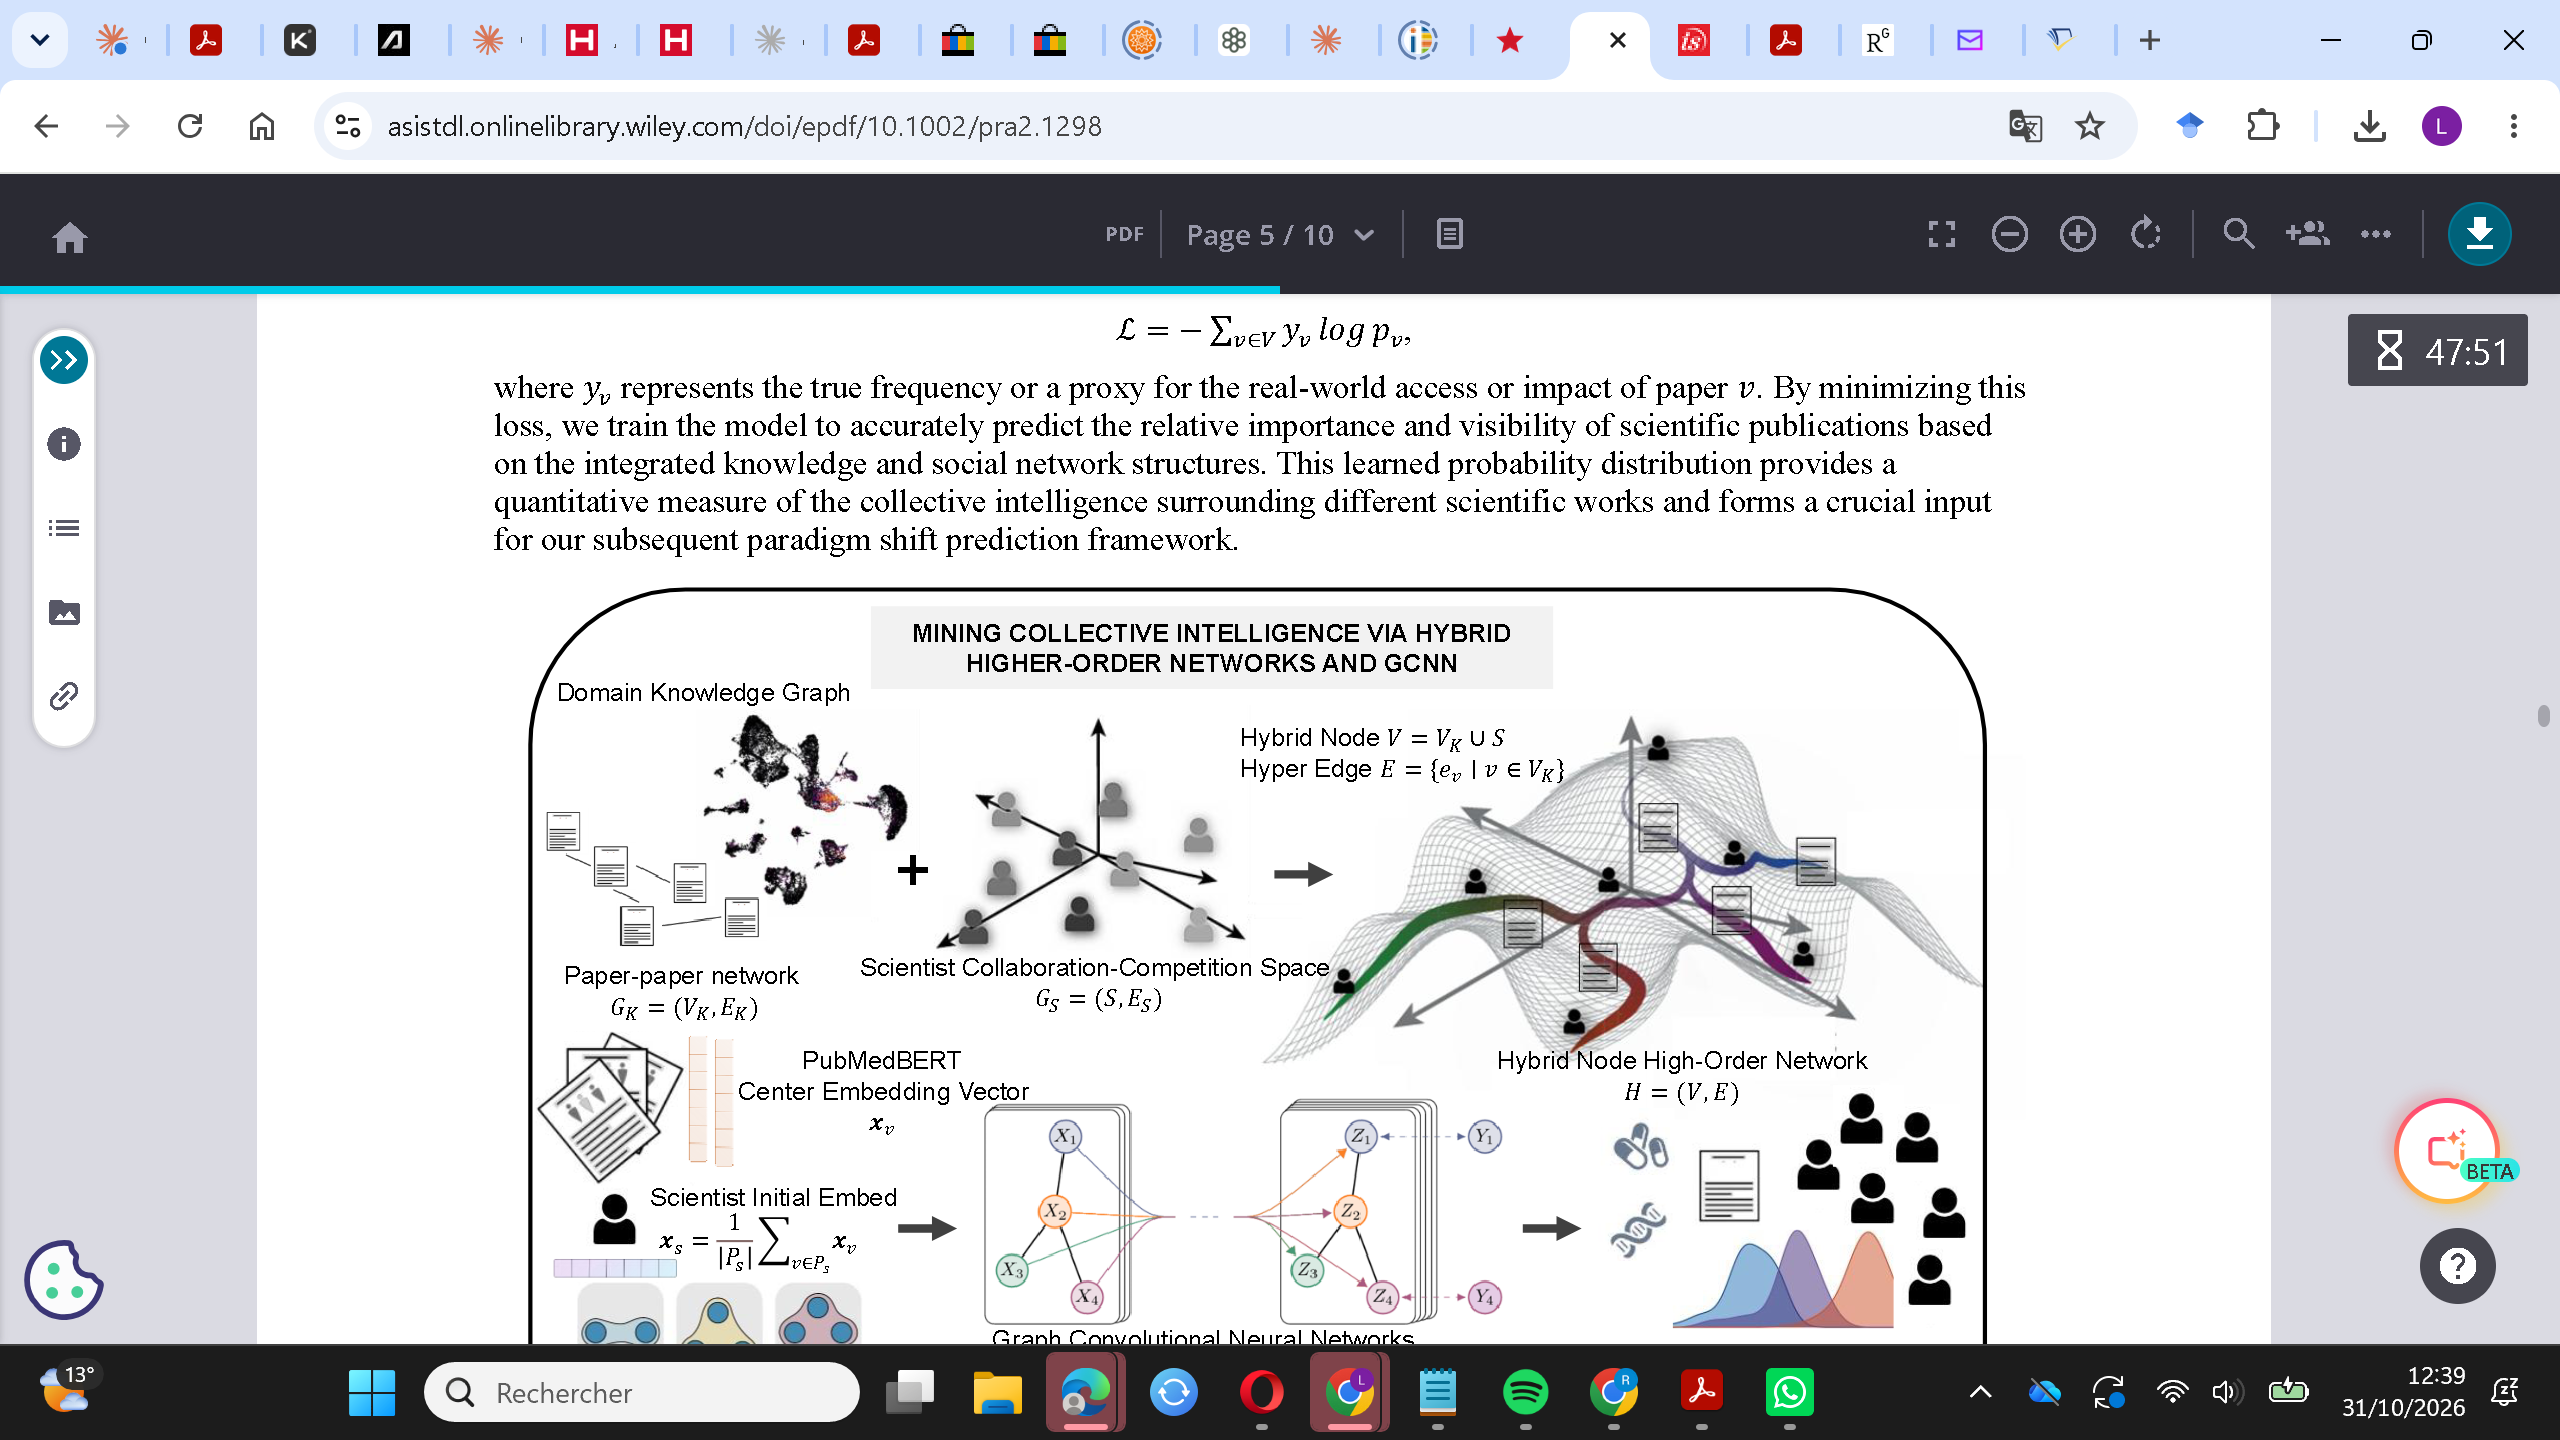 asistdl.onlinelibrary.wiley.com/doi/epdf/10.1002/pra2.1298
L
PDF
Page 5 / 10
47:51
ℒ = − ∑v∈V yv log pv,
where yv represents the true frequency or a proxy for the real-world access or impact of paper v. By minimizing this
loss, we train the model to accurately predict the relative importance and visibility of scientific publications based
on the integrated knowledge and social network structures. This learned probability distribution provides a
quantitative measure of the collective intelligence surrounding different scientific works and forms a crucial input
for our subsequent paradigm shift prediction framework.
MINING COLLECTIVE INTELLIGENCE VIA HYBRID
HIGHER-ORDER NETWORKS AND GCNN
Domain Knowledge Graph
Hybrid Node V = VK ∪ S
Hyper Edge E = {ev | v ∈ VK}
+
Paper-paper network
GK = (VK, EK)
Scientist Collaboration-Competition Space
GS = (S, ES)
Hybrid Node High-Order Network
H = (V, E)
PubMedBERT
Center Embedding Vector
xv
Scientist Initial Embed
xs = 1/|Ps| ∑v∈Ps xv
X1
X2
X3
X4
Z1
Z2
Z3
Z4
Y1
Y4
Graph Convolutional Neural Networks
BETA
13°
Rechercher
12:39
31/10/2026